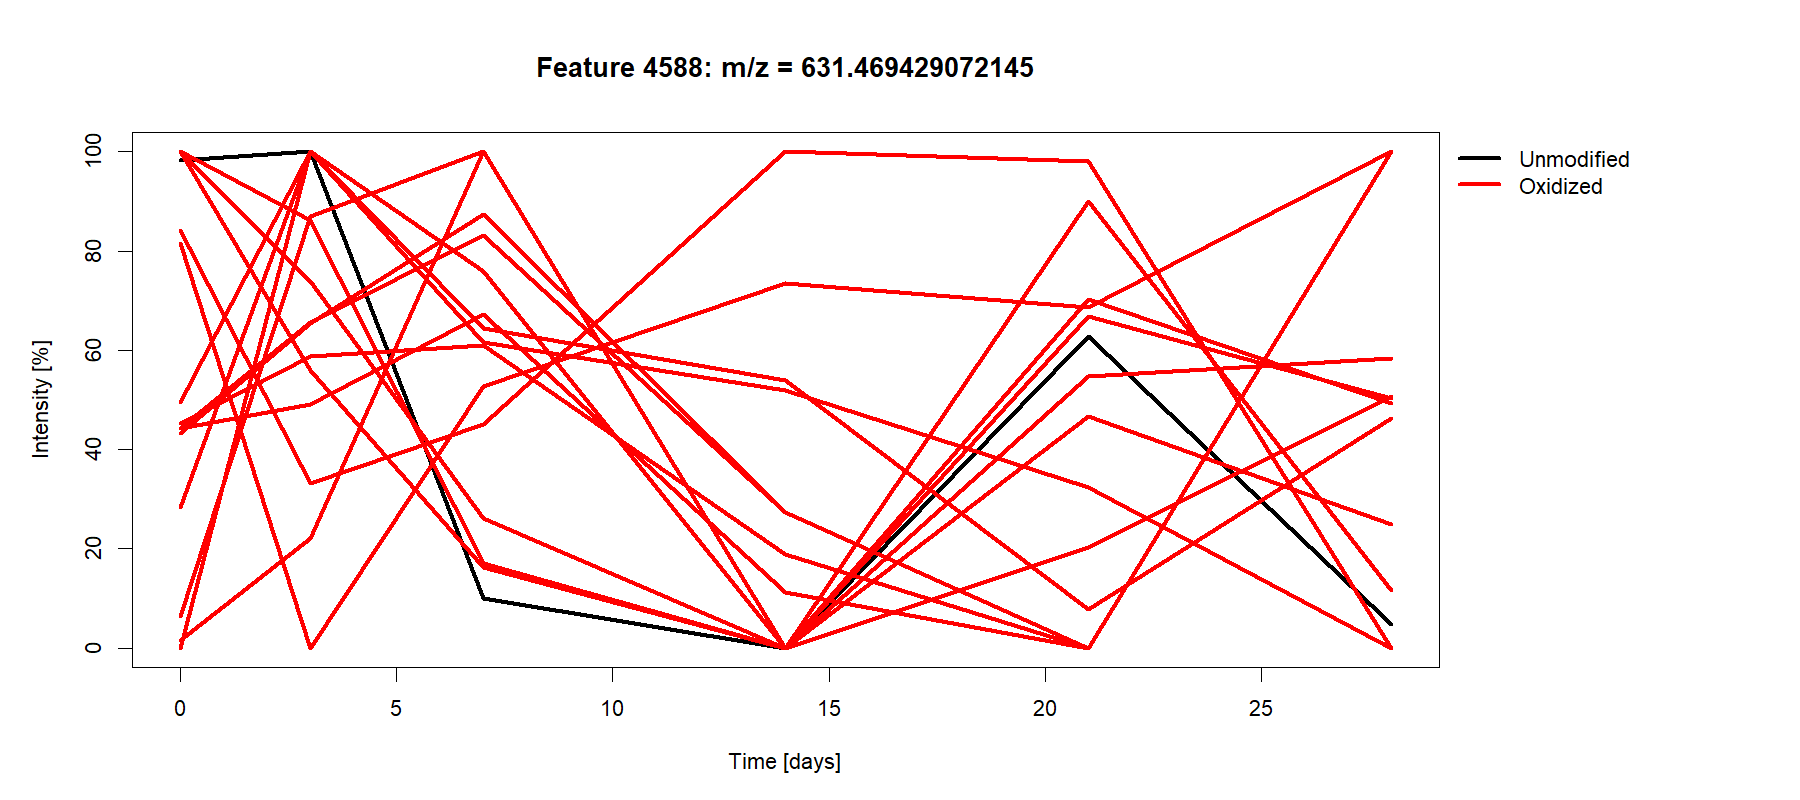 Feature 4588: m/z = 631.469429072145
Unmodified
Oxidized
Intensity [%]
100
80
60
40
20
0
0 5 10 15 20 25
Time [days]